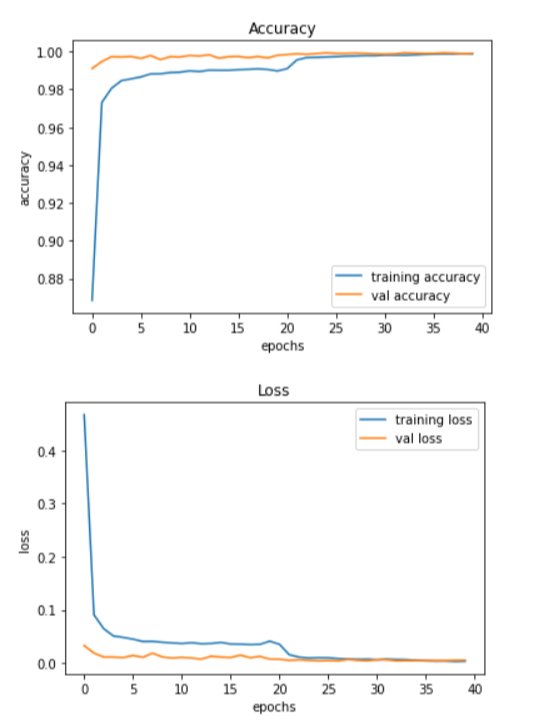 Accuracy
1.00
0.98
0.96
0.94
0.92
0.90
0.88
accuracy
training accuracy
val accuracy
0 5 10 15 20 25 30 35 40
epochs
Loss
0.4
0.3
0.2
0.1
0.0
loss
training loss
val loss
0 5 10 15 20 25 30 35 40
epochs